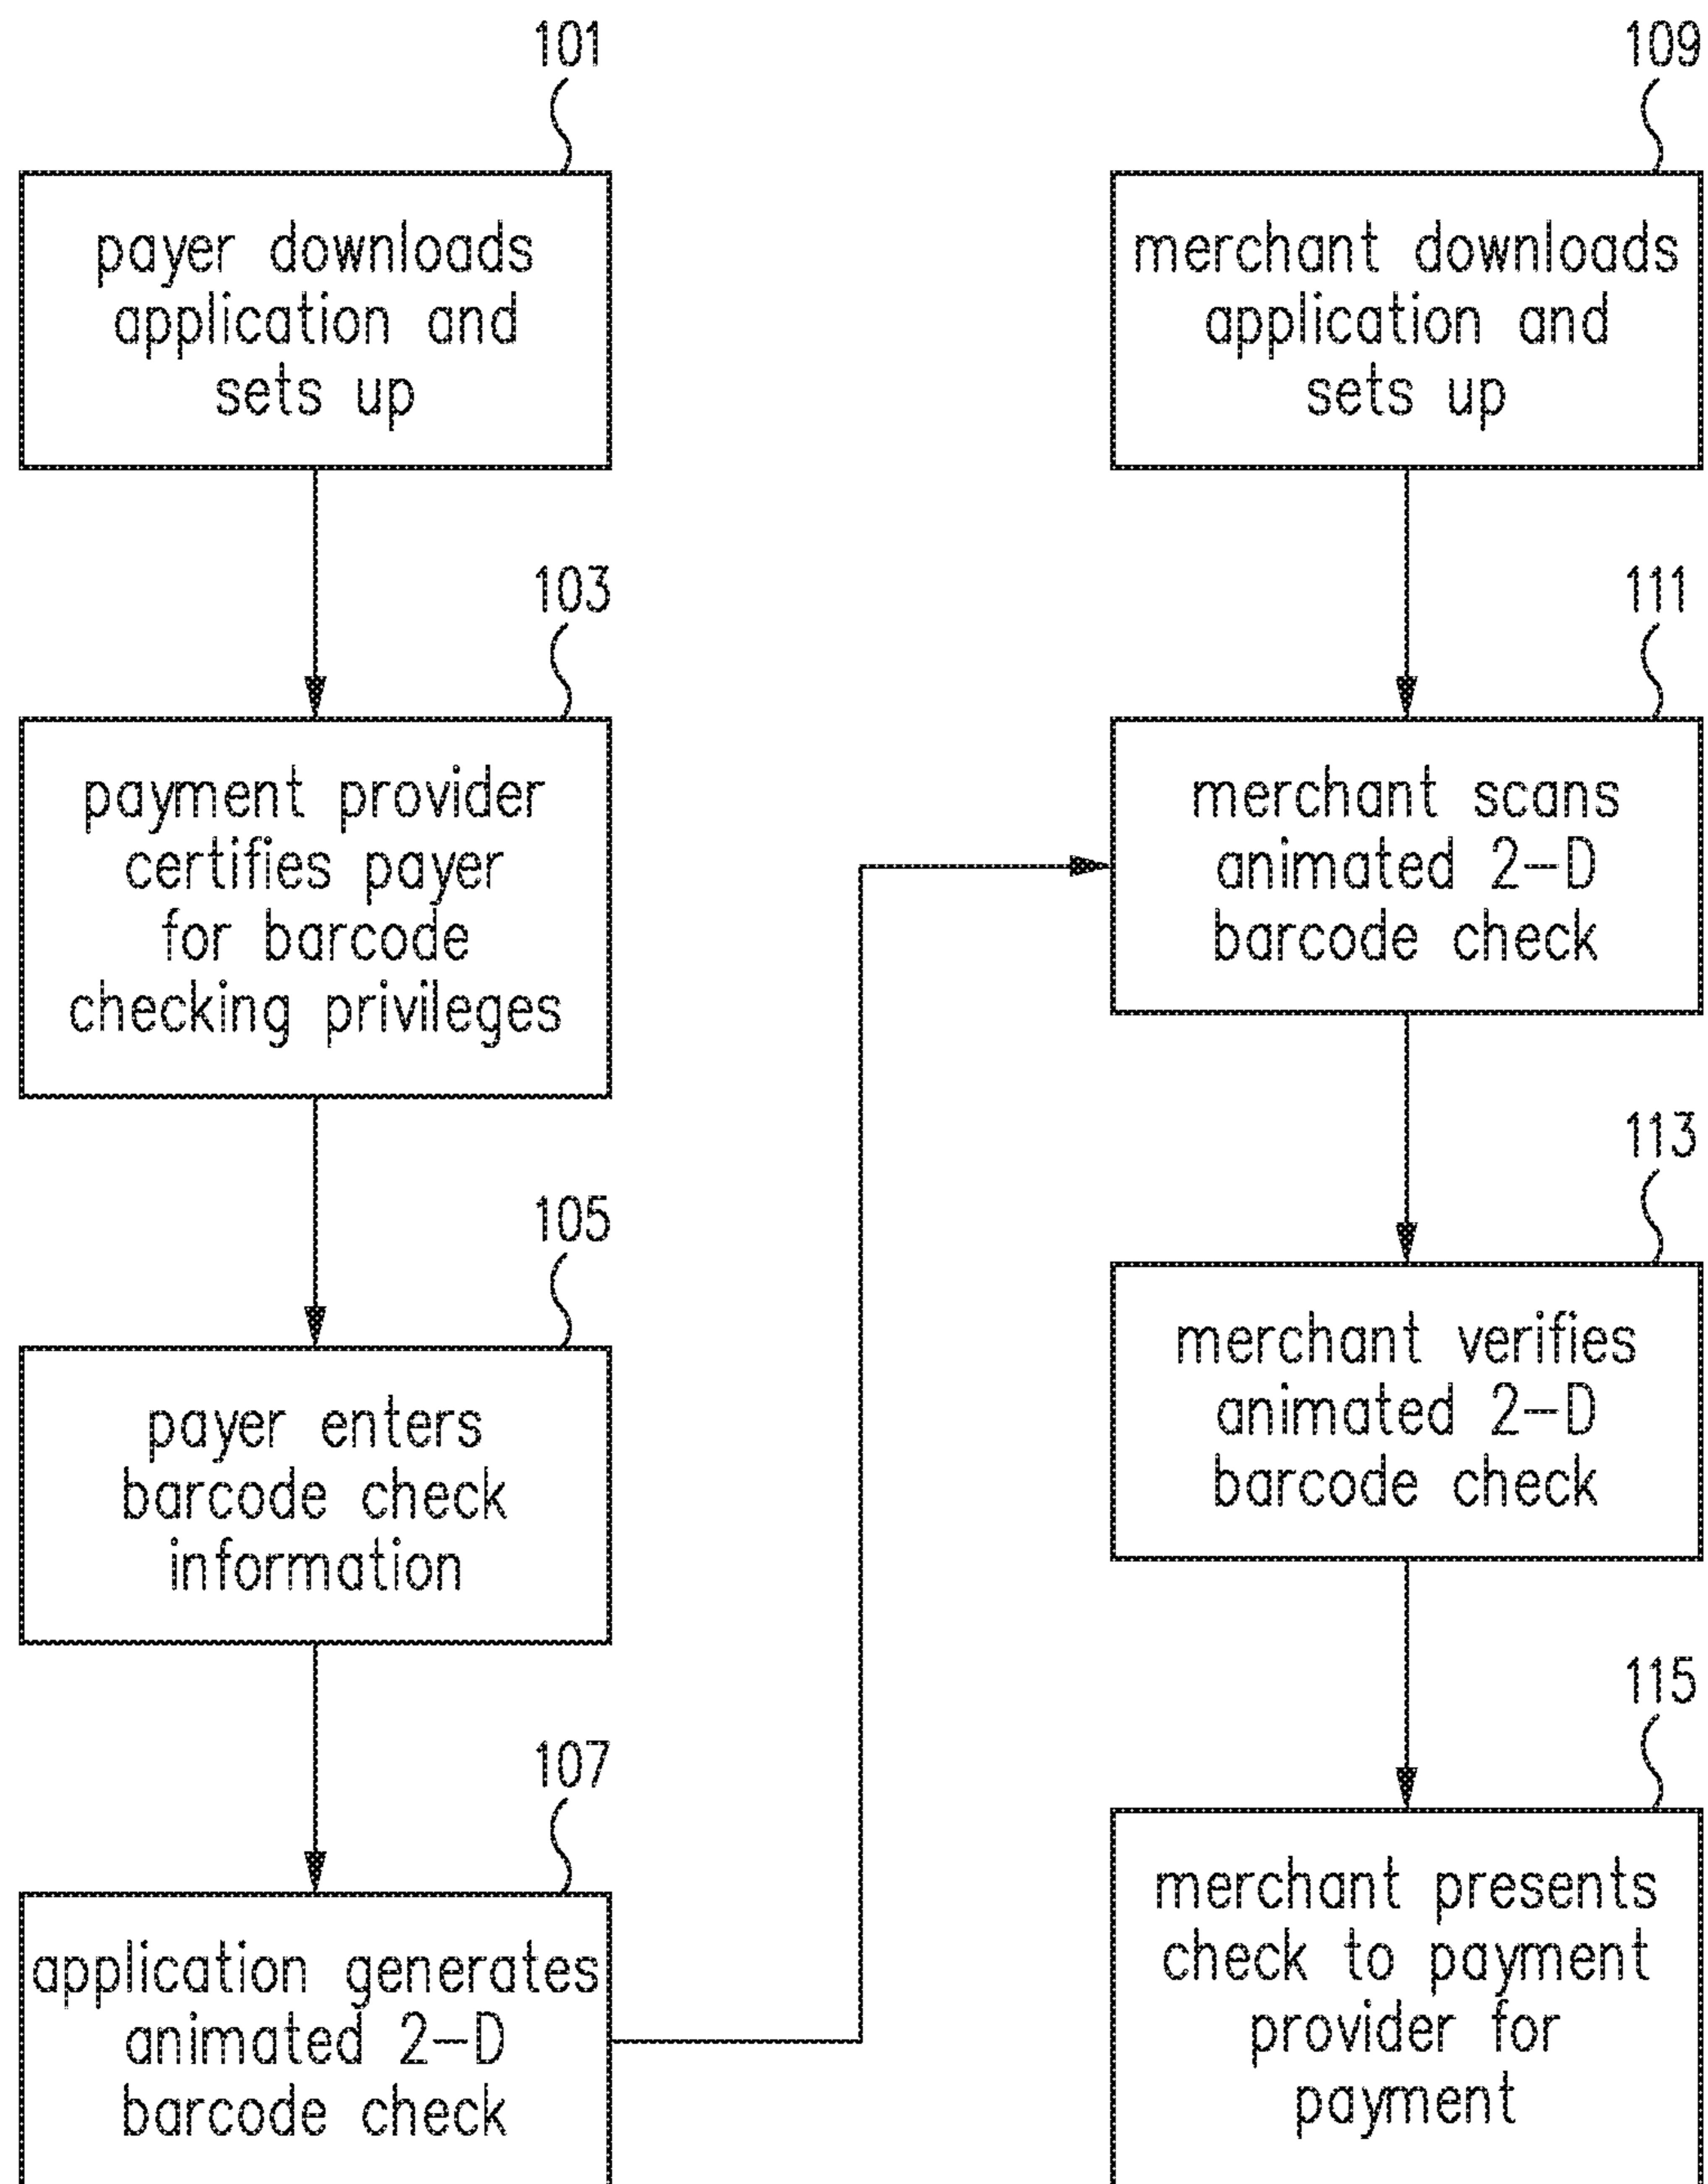 101
payer downloads
application and
sets up
103
payment provider
certifies payer
for barcode
checking privileges
105
payer enters
barcode check
information
107
application generates
animated 2-D
barcode check
109
merchant downloads
application and
sets up
111
merchant scans
animated 2-D
barcode check
113
merchant verifies
animated 2-D
barcode check
115
merchant presents
check to payment
provider for
payment